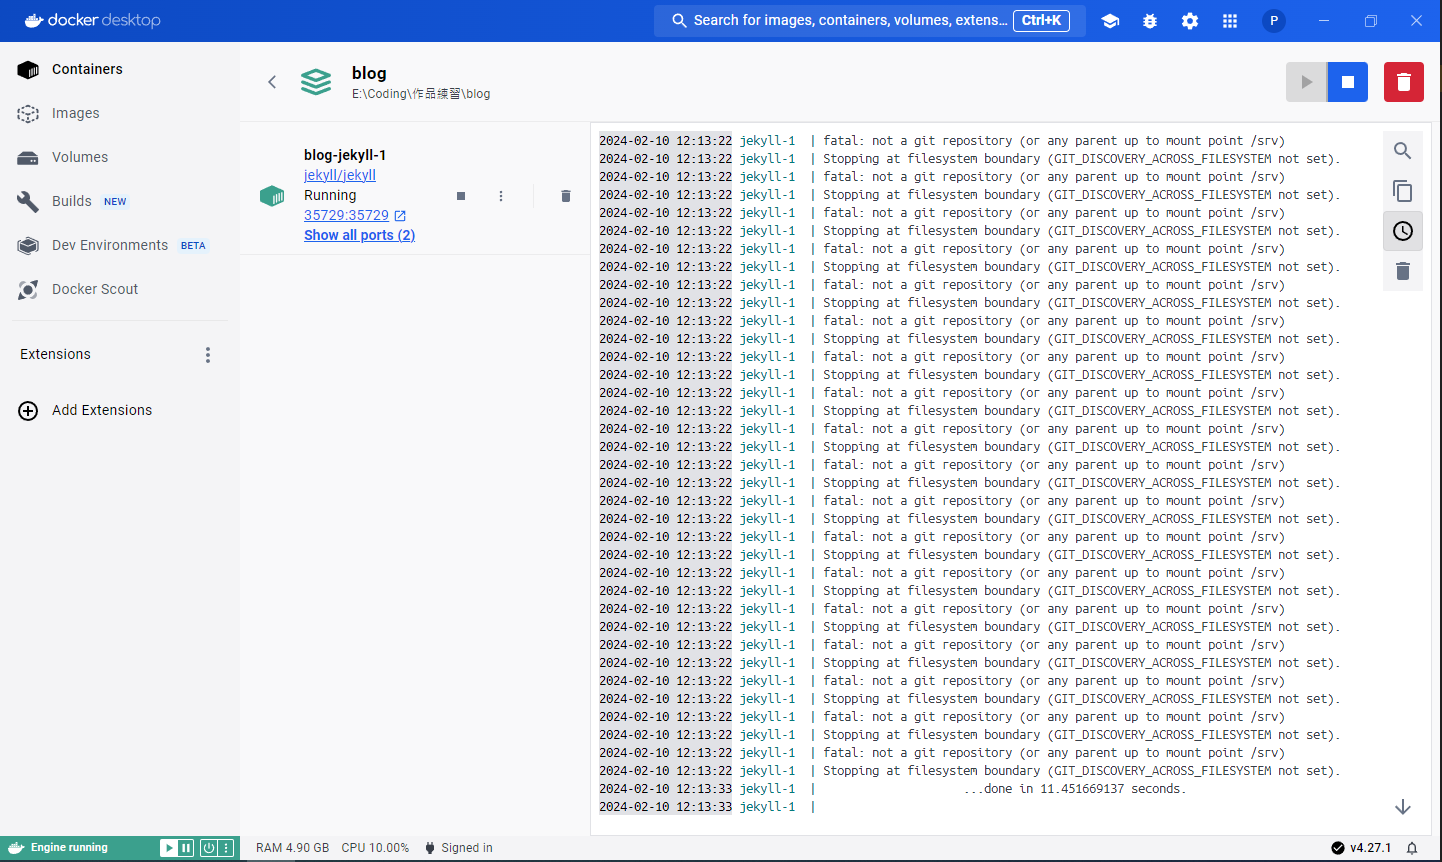 docker desktop
Search for images, containers, volumes, extens... Ctrl+K
P
Containers
Images
Volumes
Builds NEW
Dev Environments BETA
Docker Scout
Extensions
Add Extensions
blog
E:\Coding\作品練習\blog
blog-jekyll-1
jekyll/jekyll
Running
35729:35729
Show all ports (2)
2024-02-10 12:13:22 jekyll-1 | fatal: not a git repository (or any parent up to mount point /srv)
2024-02-10 12:13:22 jekyll-1 | Stopping at filesystem boundary (GIT_DISCOVERY_ACROSS_FILESYSTEM not set).
2024-02-10 12:13:22 jekyll-1 | fatal: not a git repository (or any parent up to mount point /srv)
2024-02-10 12:13:22 jekyll-1 | Stopping at filesystem boundary (GIT_DISCOVERY_ACROSS_FILESYSTEM not set).
2024-02-10 12:13:22 jekyll-1 | fatal: not a git repository (or any parent up to mount point /srv)
2024-02-10 12:13:22 jekyll-1 | Stopping at filesystem boundary (GIT_DISCOVERY_ACROSS_FILESYSTEM not set).
2024-02-10 12:13:22 jekyll-1 | fatal: not a git repository (or any parent up to mount point /srv)
2024-02-10 12:13:22 jekyll-1 | Stopping at filesystem boundary (GIT_DISCOVERY_ACROSS_FILESYSTEM not set).
2024-02-10 12:13:22 jekyll-1 | fatal: not a git repository (or any parent up to mount point /srv)
2024-02-10 12:13:22 jekyll-1 | Stopping at filesystem boundary (GIT_DISCOVERY_ACROSS_FILESYSTEM not set).
2024-02-10 12:13:22 jekyll-1 | fatal: not a git repository (or any parent up to mount point /srv)
2024-02-10 12:13:22 jekyll-1 | Stopping at filesystem boundary (GIT_DISCOVERY_ACROSS_FILESYSTEM not set).
2024-02-10 12:13:22 jekyll-1 | fatal: not a git repository (or any parent up to mount point /srv)
2024-02-10 12:13:22 jekyll-1 | Stopping at filesystem boundary (GIT_DISCOVERY_ACROSS_FILESYSTEM not set).
2024-02-10 12:13:22 jekyll-1 | fatal: not a git repository (or any parent up to mount point /srv)
2024-02-10 12:13:22 jekyll-1 | Stopping at filesystem boundary (GIT_DISCOVERY_ACROSS_FILESYSTEM not set).
2024-02-10 12:13:22 jekyll-1 | fatal: not a git repository (or any parent up to mount point /srv)
2024-02-10 12:13:22 jekyll-1 | Stopping at filesystem boundary (GIT_DISCOVERY_ACROSS_FILESYSTEM not set).
2024-02-10 12:13:22 jekyll-1 | fatal: not a git repository (or any parent up to mount point /srv)
2024-02-10 12:13:22 jekyll-1 | Stopping at filesystem boundary (GIT_DISCOVERY_ACROSS_FILESYSTEM not set).
2024-02-10 12:13:22 jekyll-1 | fatal: not a git repository (or any parent up to mount point /srv)
2024-02-10 12:13:22 jekyll-1 | Stopping at filesystem boundary (GIT_DISCOVERY_ACROSS_FILESYSTEM not set).
2024-02-10 12:13:22 jekyll-1 | fatal: not a git repository (or any parent up to mount point /srv)
2024-02-10 12:13:22 jekyll-1 | Stopping at filesystem boundary (GIT_DISCOVERY_ACROSS_FILESYSTEM not set).
2024-02-10 12:13:22 jekyll-1 | fatal: not a git repository (or any parent up to mount point /srv)
2024-02-10 12:13:22 jekyll-1 | Stopping at filesystem boundary (GIT_DISCOVERY_ACROSS_FILESYSTEM not set).
2024-02-10 12:13:22 jekyll-1 | fatal: not a git repository (or any parent up to mount point /srv)
2024-02-10 12:13:22 jekyll-1 | Stopping at filesystem boundary (GIT_DISCOVERY_ACROSS_FILESYSTEM not set).
2024-02-10 12:13:22 jekyll-1 | fatal: not a git repository (or any parent up to mount point /srv)
2024-02-10 12:13:22 jekyll-1 | Stopping at filesystem boundary (GIT_DISCOVERY_ACROSS_FILESYSTEM not set).
2024-02-10 12:13:22 jekyll-1 | fatal: not a git repository (or any parent up to mount point /srv)
2024-02-10 12:13:22 jekyll-1 | Stopping at filesystem boundary (GIT_DISCOVERY_ACROSS_FILESYSTEM not set).
2024-02-10 12:13:22 jekyll-1 | fatal: not a git repository (or any parent up to mount point /srv)
2024-02-10 12:13:22 jekyll-1 | Stopping at filesystem boundary (GIT_DISCOVERY_ACROSS_FILESYSTEM not set).
2024-02-10 12:13:22 jekyll-1 | fatal: not a git repository (or any parent up to mount point /srv)
2024-02-10 12:13:22 jekyll-1 | Stopping at filesystem boundary (GIT_DISCOVERY_ACROSS_FILESYSTEM not set).
2024-02-10 12:13:33 jekyll-1 | ...done in 11.451669137 seconds.
2024-02-10 12:13:33 jekyll-1 |
Engine running
RAM 4.90 GB CPU 10.00% Signed in
v4.27.1